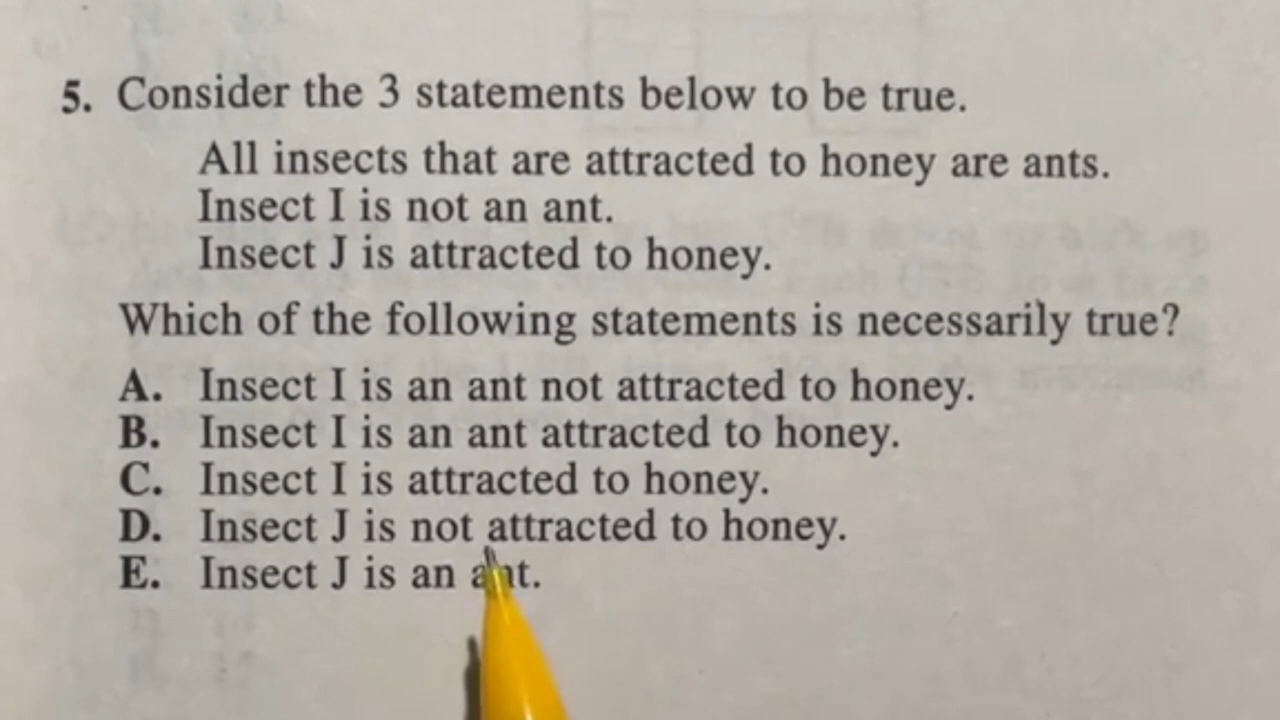 5. Consider the 3 statements below to be true.
All insects that are attracted to honey are ants.
Insect I is not an ant.
Insect J is attracted to honey.
Which of the following statements is necessarily true?
A. Insect I is an ant not attracted to honey.
B. Insect I is an ant attracted to honey.
C. Insect I is attracted to honey.
D. Insect J is not attracted to honey.
E. Insect J is an ant.